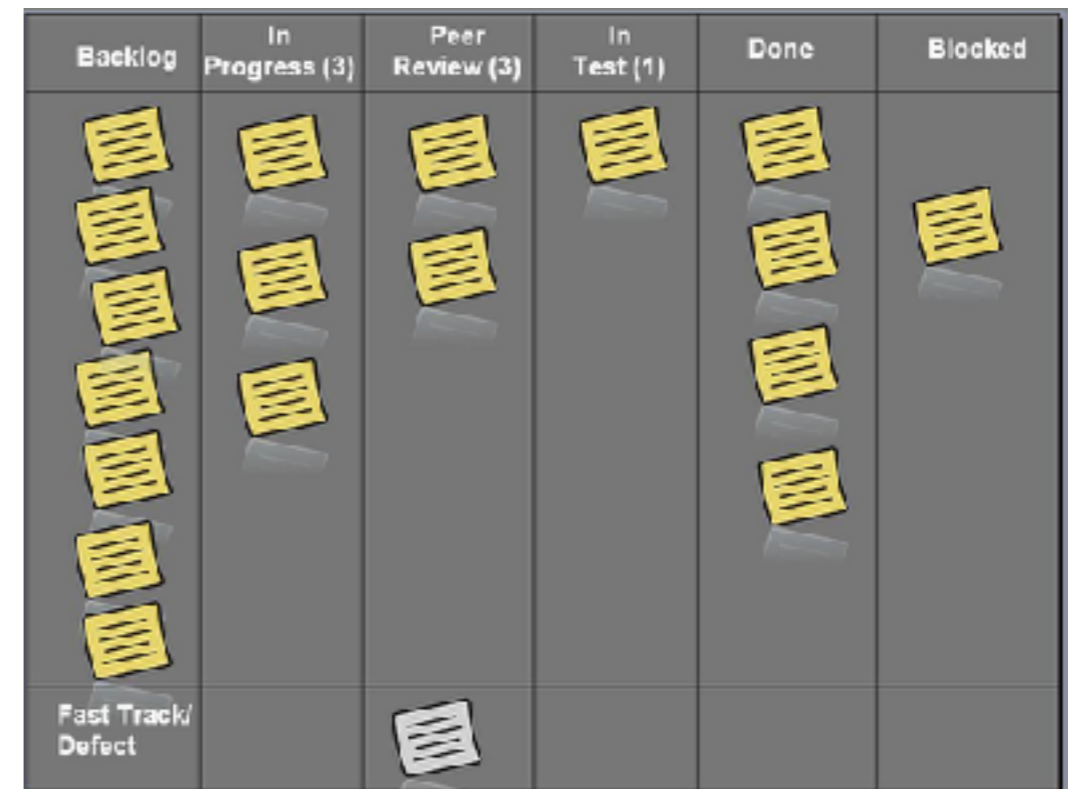 Backlog
In
Progress (3)
Peer
Review (3)
In
Test (1)
Done
Blocked
Fast Track/
Defect